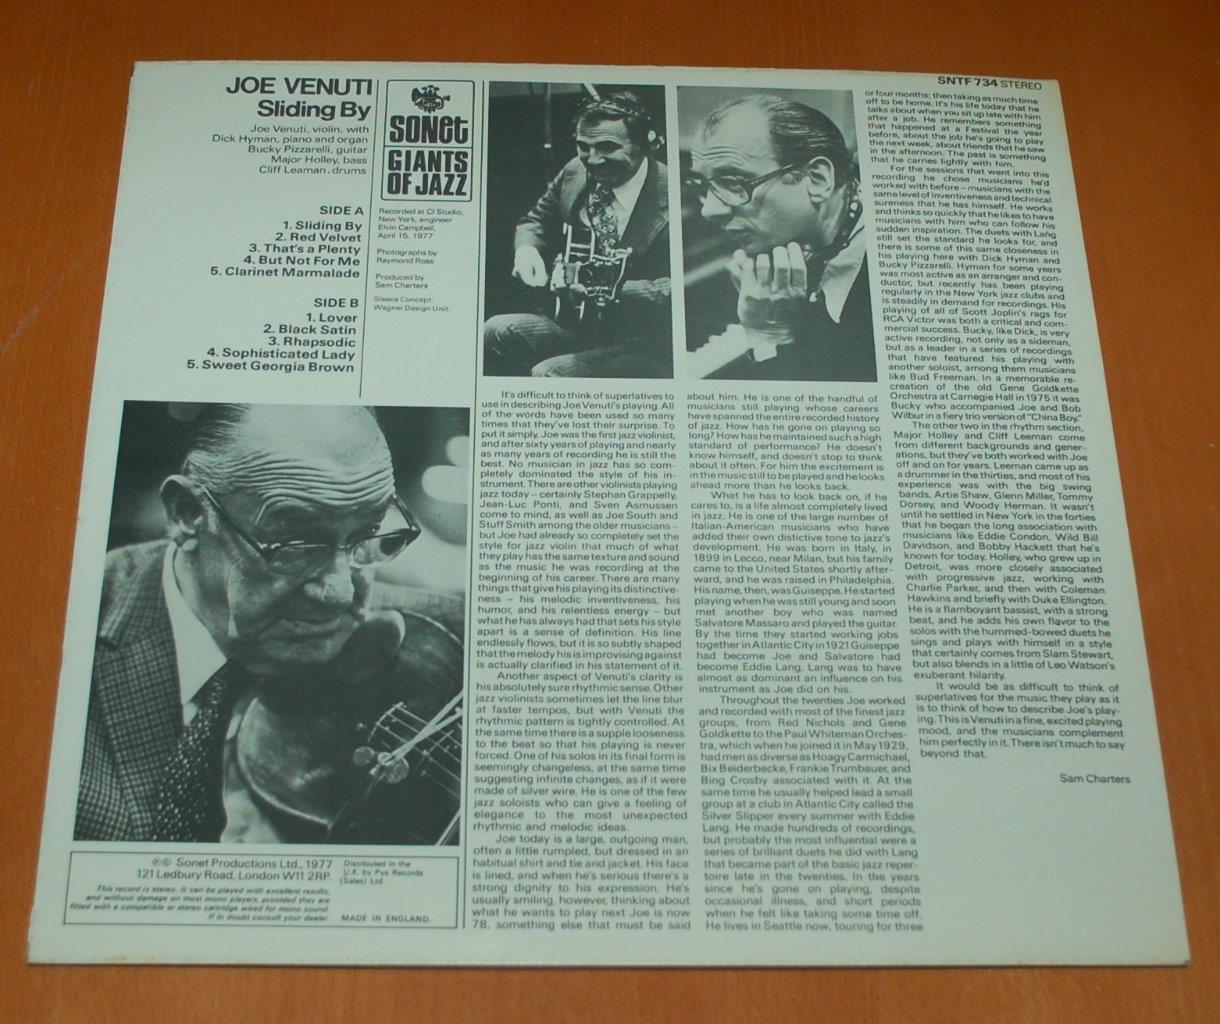 JOE VENUTI
Sliding By
Joe Venuti, violin, with
Dick Hyman, piano and organ
Bucky Pizzarelli, guitar
Major Holley, bass
Cliff Leaman, drums
SIDE A
1. Sliding By
2. Red Velvet
3. That's a Plenty
4. But Not For Me
5. Clarinet Marmalade
SIDE B
1. Lover
2. Black Satin
3. Rhapsodic
4. Sophisticated Lady
5. Sweet Georgia Brown
SONET
GIANTS
OF JAZZ
Recorded at CI Studio,
New York, engineer
Elvin Campbell,
April 15, 1977
Photographs by
Raymond Ross
Produced by
Sam Charters
Sleeve Concept:
Wagner Design Unit.
SNTF 734 STEREO
It's difficult to think of superlatives to
use in describing Joe Venuti's playing. All
of the words have been used so many
times that they've lost their surprise. To
put it simply, Joe was the first jazz violinist,
and after sixty years of playing and nearly
as many years of recording he is still the
best. No musician in jazz has so com-
pletely dominated the style of his in-
strument. There are other violinists playing
jazz today – certainly Stephan Grappelly,
Jean-Luc Ponti, and Sven Asmussen
come to mind, as well as Joe South and
Stuff Smith among the older musicians –
but Joe had already so completely set the
style for jazz violin that much of what
they play has the same texture and sound
as the music he was recording at the
beginning of his career. There are many
things that give his playing its distinctive-
ness – his melodic inventiveness, his
humor, and his relentless energy – but
what he has always had that sets his style
apart is a sense of definition. His line
endlessly flows, but it is so subtly shaped
that the melody his is improvising against
is actually clarified in his statement of it.
Another aspect of Venuti's clarity is
his absolutely sure rhythmic sense. Other
jazz violinists sometimes let the line blur
at faster tempos, but with Venuti the
rhythmic pattern is tightly controlled. At
the same time there is a supple looseness
to the beat so that his playing is never
forced. One of his solos in its final form is
seemingly changeless, at the same time
suggesting infinite changes, as if it were
made of silver wire. He is one of the few
jazz soloists who can give a feeling of
elegance to the most unexpected
rhythmic and melodic ideas.
Joe today is a large, outgoing man,
often a little rumpled, but dressed in an
habitual shirt and tie and jacket. His face
is lined, and when he's serious there's a
strong dignity to his expression. He's
usually smiling, however, thinking about
what he wants to play next Joe is now
78, something else that must be said
about him. He is one of the handful of
musicians still playing whose careers
have spanned the entire recorded history
of jazz. How has he gone on playing so
long? How has he maintained such a high
standard of performance? He doesn't
know himself, and doesn't stop to think
about it often. For him the excitement is
in the music still to be played and he looks
ahead more than he looks back.
What he has to look back on, if he
cares to, is a life almost completely lived
in jazz. He is one of the large number of
Italian-American musicians who have
added their own distictive tone to jazz's
development. He was born in Italy, in
1899 in Lecco, near Milan, but his family
came to the United States shortly after-
ward, and he was raised in Philadelphia.
His name, then, was Guiseppe. He started
playing when he was still young and soon
met another boy who was named
Salvatore Massaro and played the guitar.
By the time they started working jobs
together in Atlantic City in 1921 Guiseppe
had become Joe and Salvatore had
become Eddie Lang. Lang was to have
almost as dominant an influence on his
instrument as Joe did on his.
Throughout the twenties Joe worked
and recorded with most of the finest jazz
groups, from Red Nichols and Gene
Goldkette to the Paul Whiteman Orches-
tra, which when he joined it in May 1929,
had men as diverse as Hoagy Carmichael,
Bix Beiderbecke, Frankie Trumbauer, and
Bing Crosby associated with it. At the
same time he usually helped lead a small
group at a club in Atlantic City called the
Silver Slipper every summer with Eddie
Lang. He made hundreds of recordings,
but probably the most influential were a
series of brilliant duets he did with Lang
that became part of the basic jazz reper-
toire late in the twenties. In the years
since he's gone on playing, despite
occasional illness, and short periods
when he felt like taking some time off.
He lives in Seattle now, touring for three
or four months; then taking as much time
off to be home. It's his life today that he
talks about when you sit up late with him
after a job. He remembers something
that happened at a Festival the year
before, about the job he's going to play
the next week, about friends that he saw
in the afternoon. The past is something
that he carries lightly with him.
For the sessions that went into this
recording he chose musicians he'd
worked with before – musicians with the
same level of inventiveness and technical
sureness that he has himself. He works
and thinks so quickly that he likes to have
musicians with him who can follow his
sudden inspiration. The duets with Lang
still set the standard he looks for, and
there is some of this same closeness in
his playing here with Dick Hyman and
Bucky Pizzarelli. Hyman for some years
was most active as an arranger and con-
ductor, but recently has been playing
regularly in the New York jazz clubs and
is steadily in demand for recordings. His
playing of all of Scott Joplin's rags for
RCA Victor was both a critical and com-
mercial success. Bucky, like Dick, is very
active recording, not only as a sideman,
but as a leader in a series of recordings
that have featured his playing with
another soloist, among them musicians
like Bud Freeman. In a memorable re-
creation of the old Gene Goldkette
Orchestra at Carnegie Hall in 1975 it was
Bucky who accompanied Joe and Bob
Wilbur in a fiery trio version of "China Boy."
The other two in the rhythm section,
Major Holley and Cliff Leeman, come
from different backgrounds and gener-
ations, but they've both worked with Joe
off and on for years. Leeman came up as
a drummer in the thirties, and most of his
experience was with the big swing
bands, Artie Shaw, Glenn Miller, Tommy
Dorsey, and Woody Herman. It wasn't
until he settled in New York in the forties
that he began the long association with
musicians like Eddie Condon, Wild Bill
Davidson, and Bobby Hackett that he's
known for today. Holley, who grew up in
Detroit, was more closely associated
with progressive jazz, working with
Charlie Parker, and then with Coleman
Hawkins and briefly with Duke Ellington.
He is a flamboyant bassist, with a strong
beat, and he adds his own flavor to the
solos with the hummed-bowed duets he
sings and plays with himself in a style
that certainly comes from Slam Stewart,
but also blends in a little of Leo Watson's
exuberant hilarity.
It would be as difficult to think of
superlatives for the music they play as it
is to think of how to describe Joe's play-
ing. This is Venuti in a fine, excited playing
mood, and the musicians complement
him perfectly in it. There isn't much to say
beyond that.
Sam Charters
℗© Sonet Productions Ltd., 1977
121 Ledbury Road, London W11 2RP.
Distributed in the
U.K. by Pye Records
(Sales) Ltd.
This record is stereo. It can be played with excellent results,
and without damage on most mono players, provided they are
fitted with a compatible or stereo cartridge wired for mono sound.
If in doubt consult your dealer.
MADE IN ENGLAND.